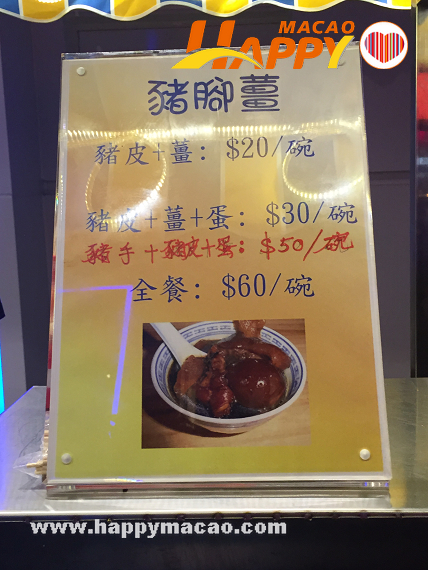 MACAO
HAPPY
豬腳薑
豬皮+薑: $20/碗
豬皮+薑+蛋: $30/碗
豬手+豬皮+蛋: $50/碗
全餐: $60/碗
www.happymacao.com